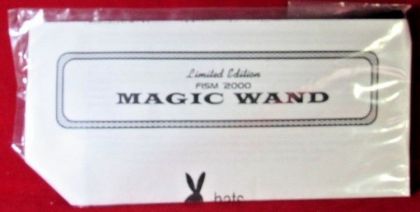 Limited Edition
FISM 2000
MAGIC WAND
hats